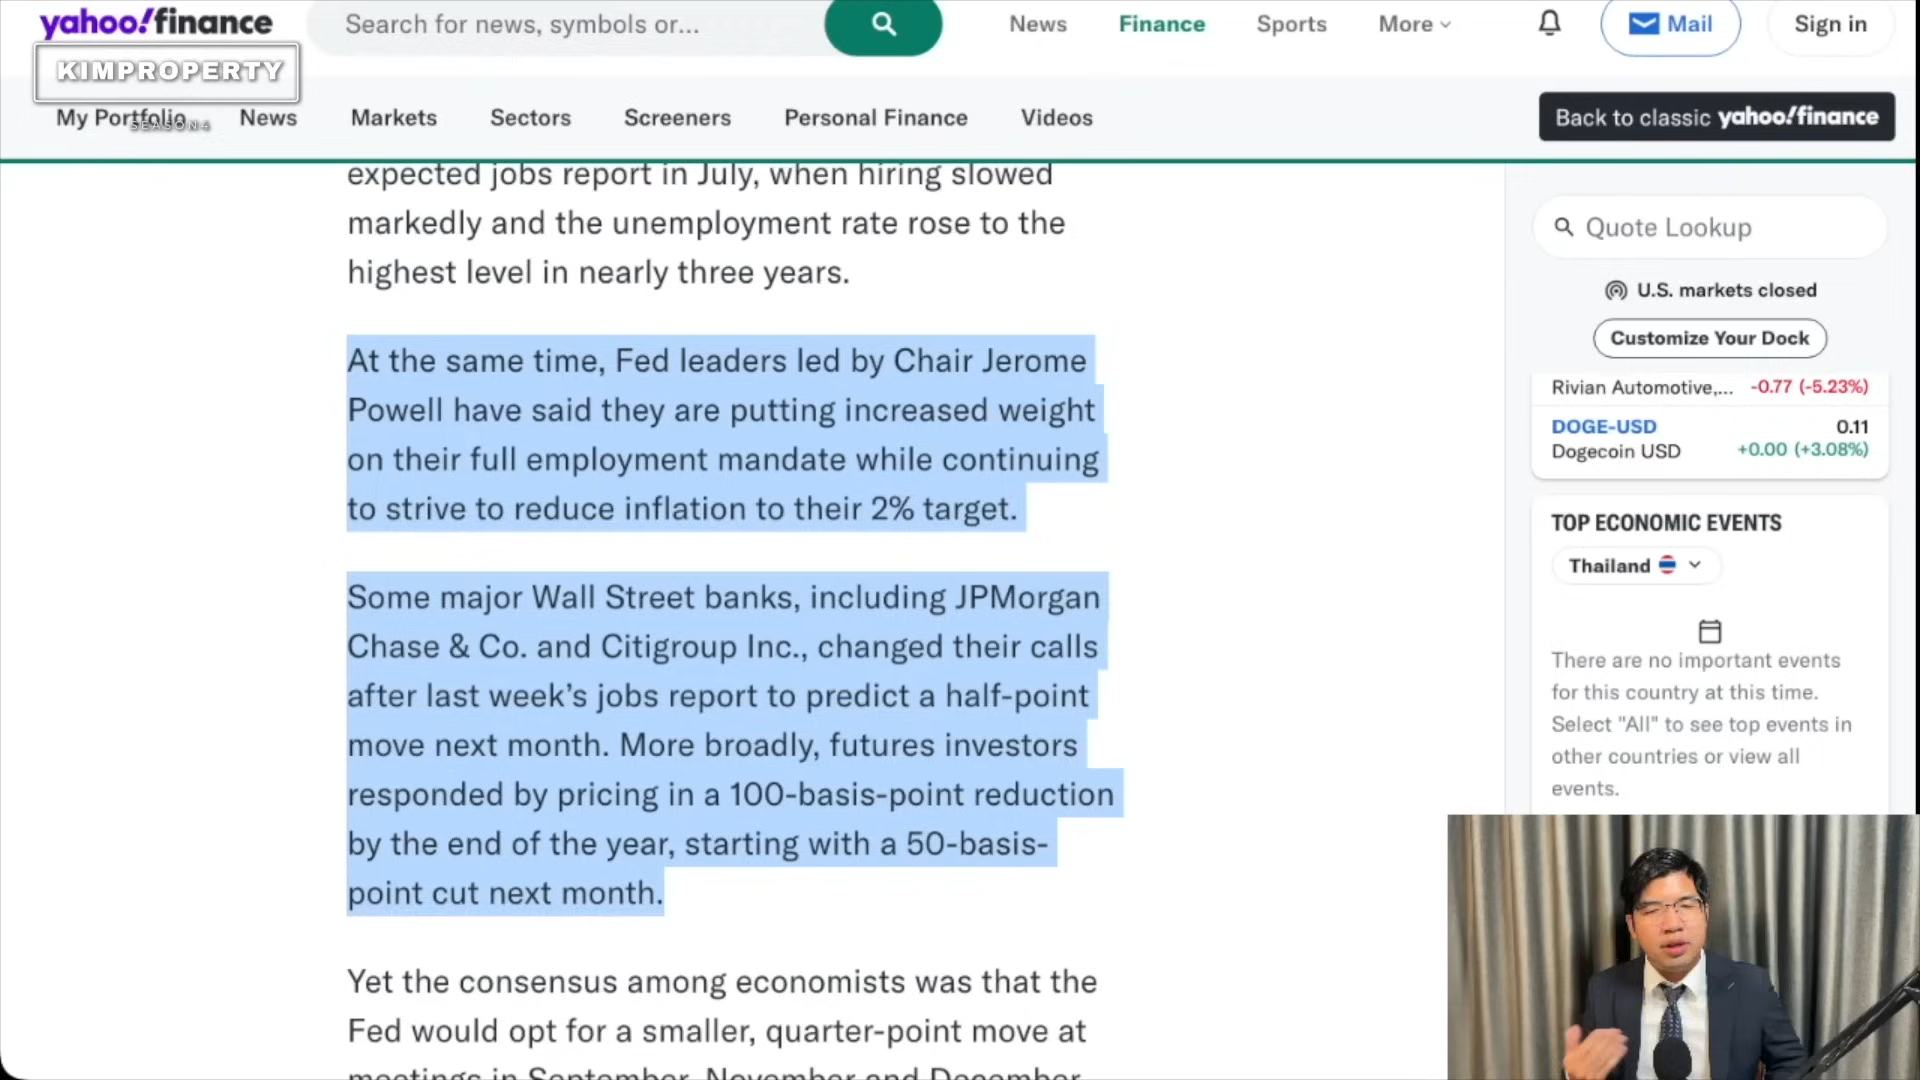 yahoo!finance
Search for news, symbols or...
News
Finance
Sports
More
Mail
Sign in
KIMPROPERTY
SEASON4
My Portfolio
News
Markets
Sectors
Screeners
Personal Finance
Videos
Back to classic yahoo!finance
expected jobs report in July, when hiring slowed
markedly and the unemployment rate rose to the
highest level in nearly three years.
At the same time, Fed leaders led by Chair Jerome
Powell have said they are putting increased weight
on their full employment mandate while continuing
to strive to reduce inflation to their 2% target.
Some major Wall Street banks, including JPMorgan
Chase & Co. and Citigroup Inc., changed their calls
after last week’s jobs report to predict a half-point
move next month. More broadly, futures investors
responded by pricing in a 100-basis-point reduction
by the end of the year, starting with a 50-basis-
point cut next month.
Yet the consensus among economists was that the
Fed would opt for a smaller, quarter-point move at
meetings in September, November and December
Quote Lookup
U.S. markets closed
Customize Your Dock
Rivian Automotive,... -0.77 (-5.23%)
DOGE-USD 0.11
Dogecoin USD +0.00 (+3.08%)
TOP ECONOMIC EVENTS
Thailand
There are no important events
for this country at this time.
Select "All" to see top events in
other countries or view all
events.